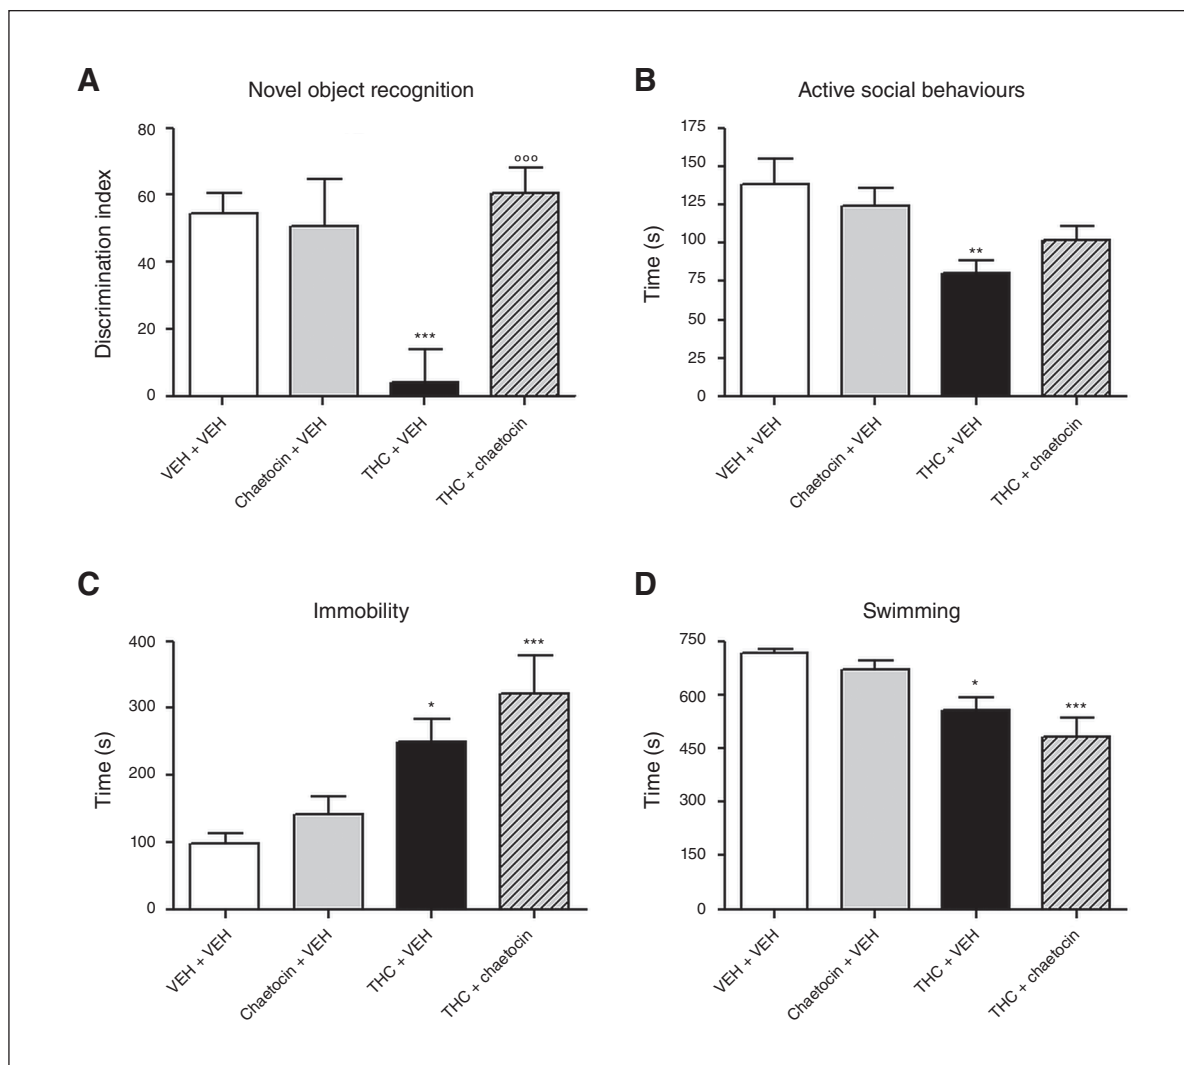 A
Novel object recognition
Discrimination index
80
60
40
20
0
***
ooo
VEH + VEH
Chaetocin + VEH
THC + VEH
THC + chaetocin
B
Active social behaviours
Time (s)
175
150
125
100
75
50
25
0
**
VEH + VEH
Chaetocin + VEH
THC + VEH
THC + chaetocin
C
Immobility
Time (s)
400
300
200
100
0
*
***
VEH + VEH
Chaetocin + VEH
THC + VEH
THC + chaetocin
D
Swimming
Time (s)
750
600
450
300
150
0
*
***
VEH + VEH
Chaetocin + VEH
THC + VEH
THC + chaetocin